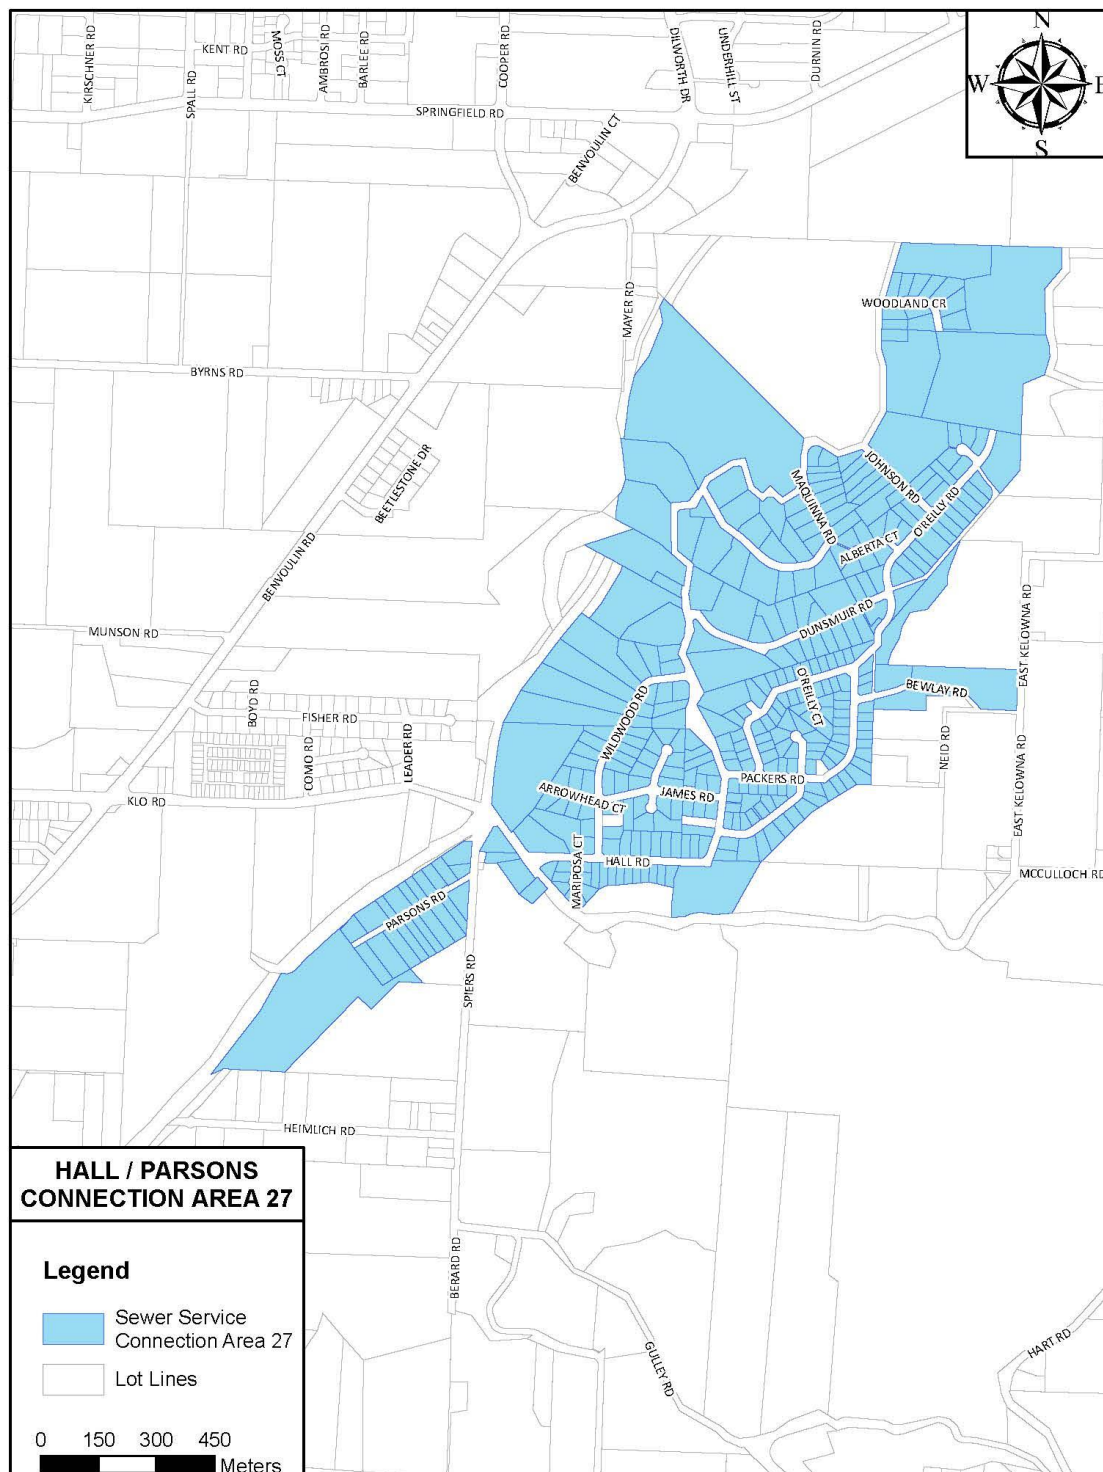 N
W
E
S
KIRSCHNER RD
SPALL RD
KENT RD
MOSS CT
AMBROSI RD
BARLEE RD
COOPER RD
DILWORTH DR
UNDERHILL ST
DURNIN RD
SPRINGFIELD RD
BENVOULIN CT
MAYER RD
WOODLAND CR
BYRNS RD
BEETLESTONE DR
BENVOULIN RD
JOHNSON RD
MAQUINNA RD
O'REILLY RD
ALBERTA CT
DUNSMUIR RD
EAST KELOWNA RD
MUNSON RD
BOYD RD
FISHER RD
COMO RD
LEADER RD
KLO RD
WILDWOOD RD
O'REILLY CT
BEWLAY RD
NEID RD
EAST KELOWNA RD
PACKERS RD
ARROWHEAD CT
JAMES RD
MARIPOSA CT
HALL RD
MCCULLOCH RD
PARSONS RD
SPIERS RD
HEIMLICH RD
BERARD RD
GULLEY RD
HART RD
HALL / PARSONS
CONNECTION AREA 27
Legend
Sewer Service
Connection Area 27
Lot Lines
0 150 300 450
Meters